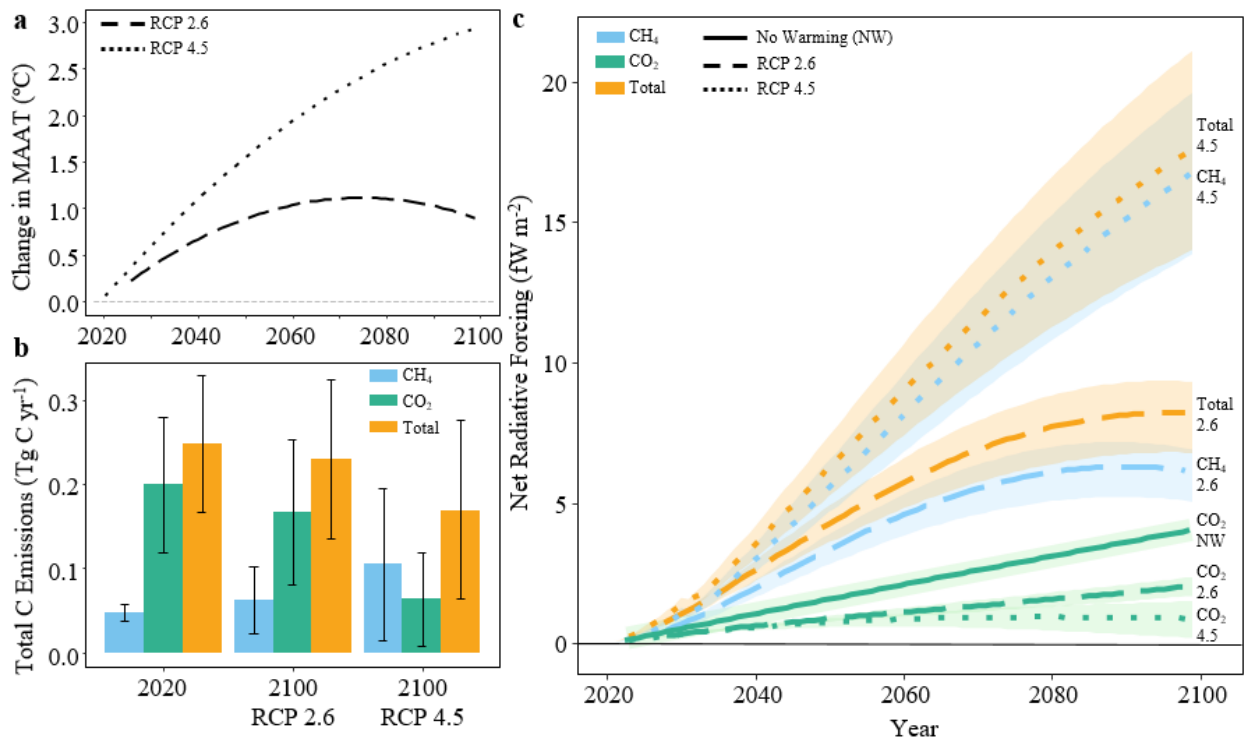 a
RCP 2.6
RCP 4.5
Change in MAAT (°C)
3.0
2.5
2.0
1.5
1.0
0.5
0.0
2020
2040
2060
2080
2100
b
CH₄
CO₂
Total
Total C Emissions (Tg C yr⁻¹)
0.3
0.2
0.1
0.0
2020
2100
RCP 2.6
2100
RCP 4.5
c
CH₄
CO₂
Total
No Warming (NW)
RCP 2.6
RCP 4.5
Net Radiative Forcing (fW m⁻²)
20
15
10
5
0
Total
4.5
CH₄
4.5
Total
2.6
CH₄
2.6
CO₂
NW
CO₂
2.6
CO₂
4.5
2020
2040
2060
2080
2100
Year